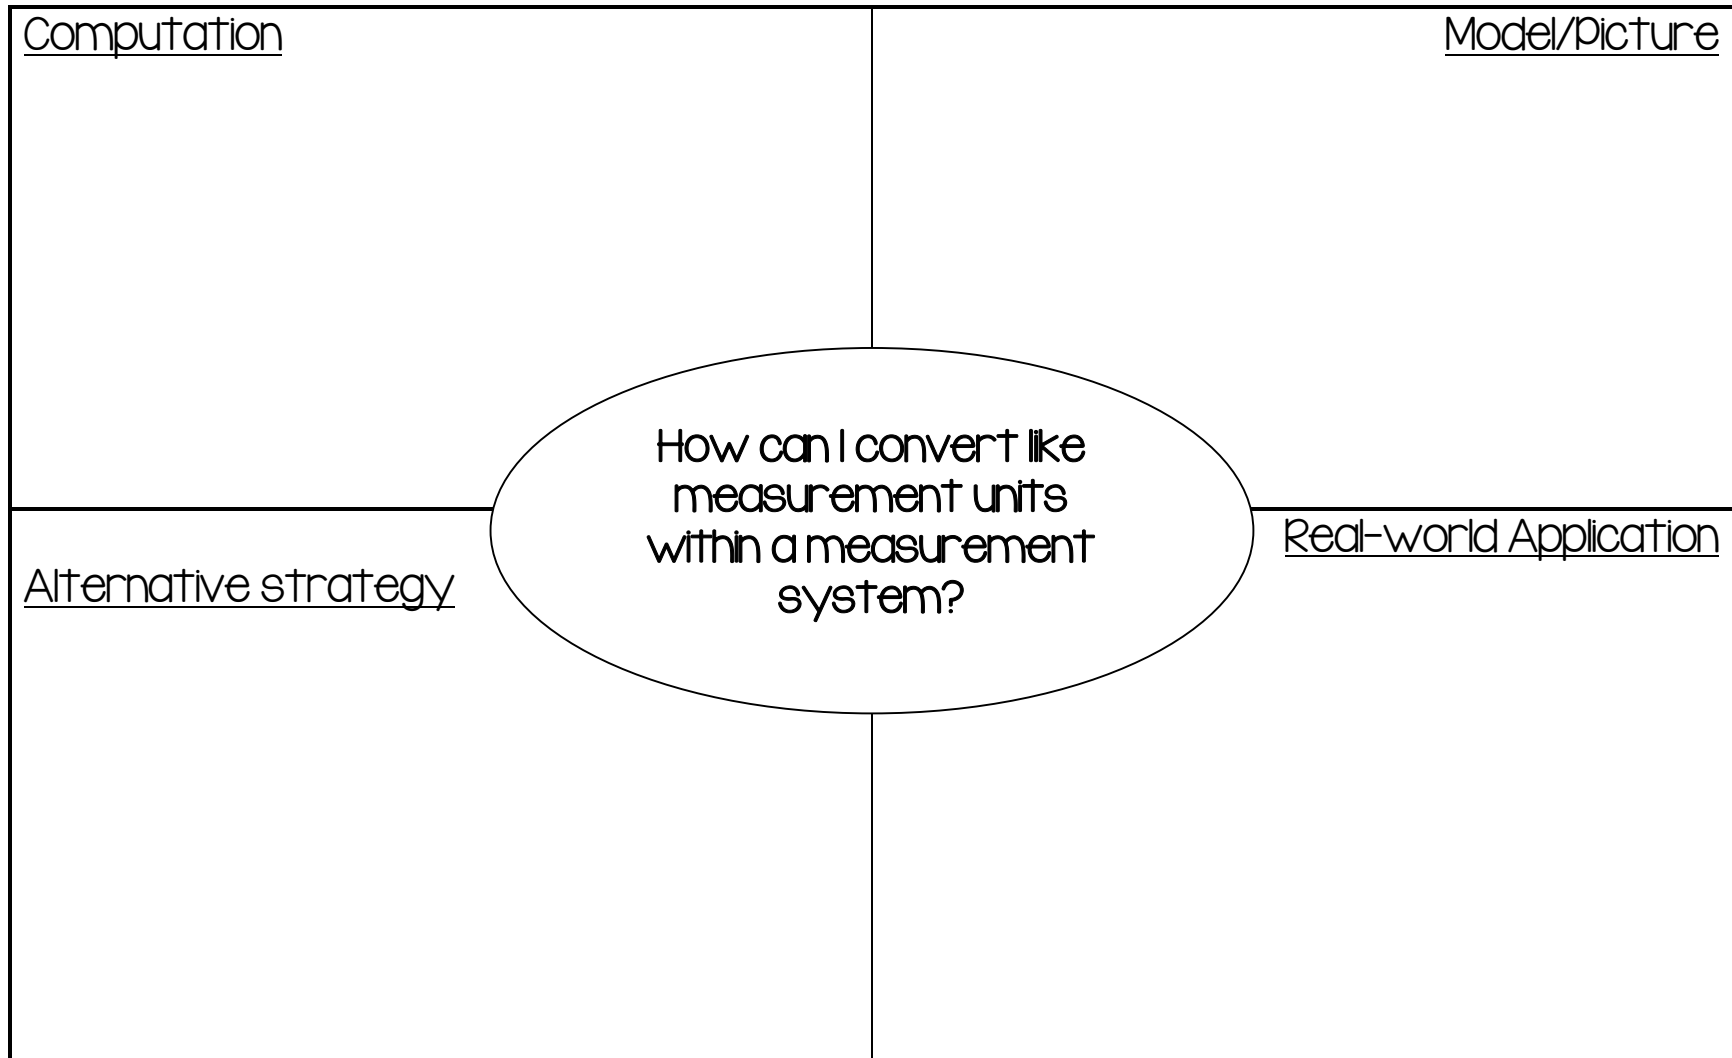 Computation
Model/Picture
How can I convert like
measurement units
within a measurement
system?
Alternative strategy
Real-world Application